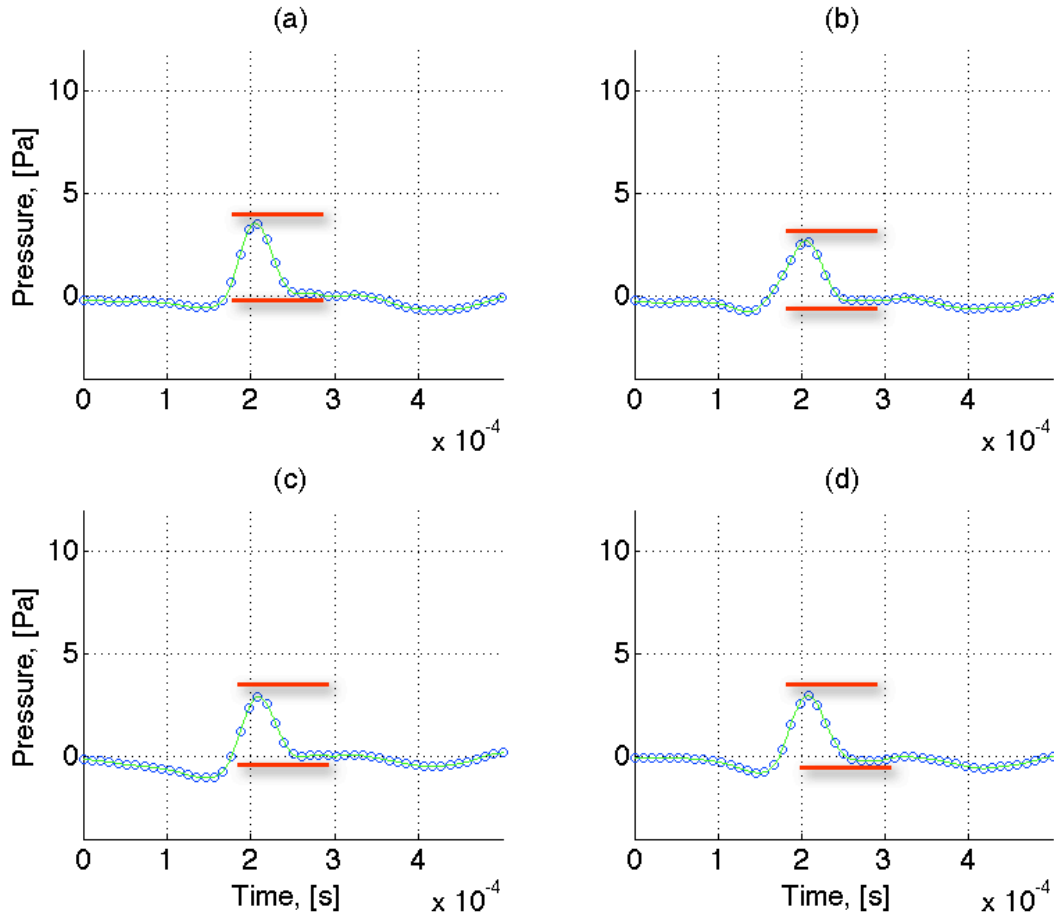 (a)
(b)
Pressure, [Pa]
10
5
0
0 1 2 3 4
x 10^-4
10
5
0
0 1 2 3 4
x 10^-4
(c)
(d)
Pressure, [Pa]
10
5
0
0 1 2 3 4
Time, [s]
x 10^-4
10
5
0
0 1 2 3 4
Time, [s]
x 10^-4